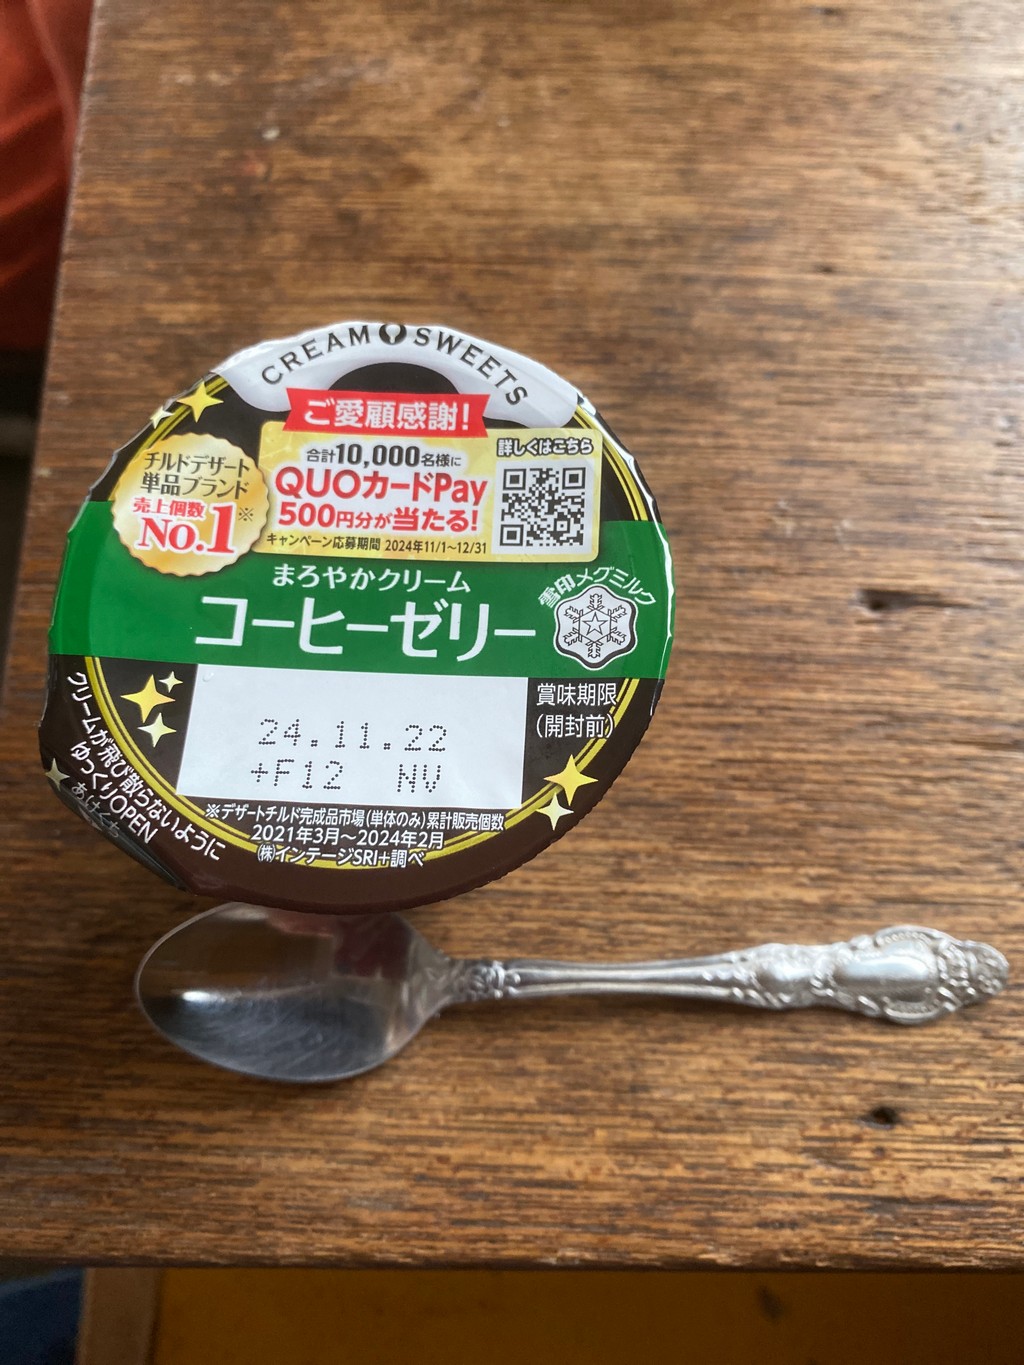 CREAM SWEETS
ご愛顧感謝!
チルドデザート
単品ブランド
売上個数
No.1※
合計10,000名様に
QUOカードPay
500円分が当たる!
キャンペーン応募期間 2024年11/1~12/31
詳しくはこちら
まろやかクリーム
コーヒーゼリー
雪印メグミルク
賞味期限
(開封前)
24.11.22
+F12 NV
クリームが飛び散らないように
ゆっくりOPEN
あけくち
※デザートチルド完成品市場(単体のみ)累計販売個数
2021年3月～2024年2月
㈱インテージSRI+調べ